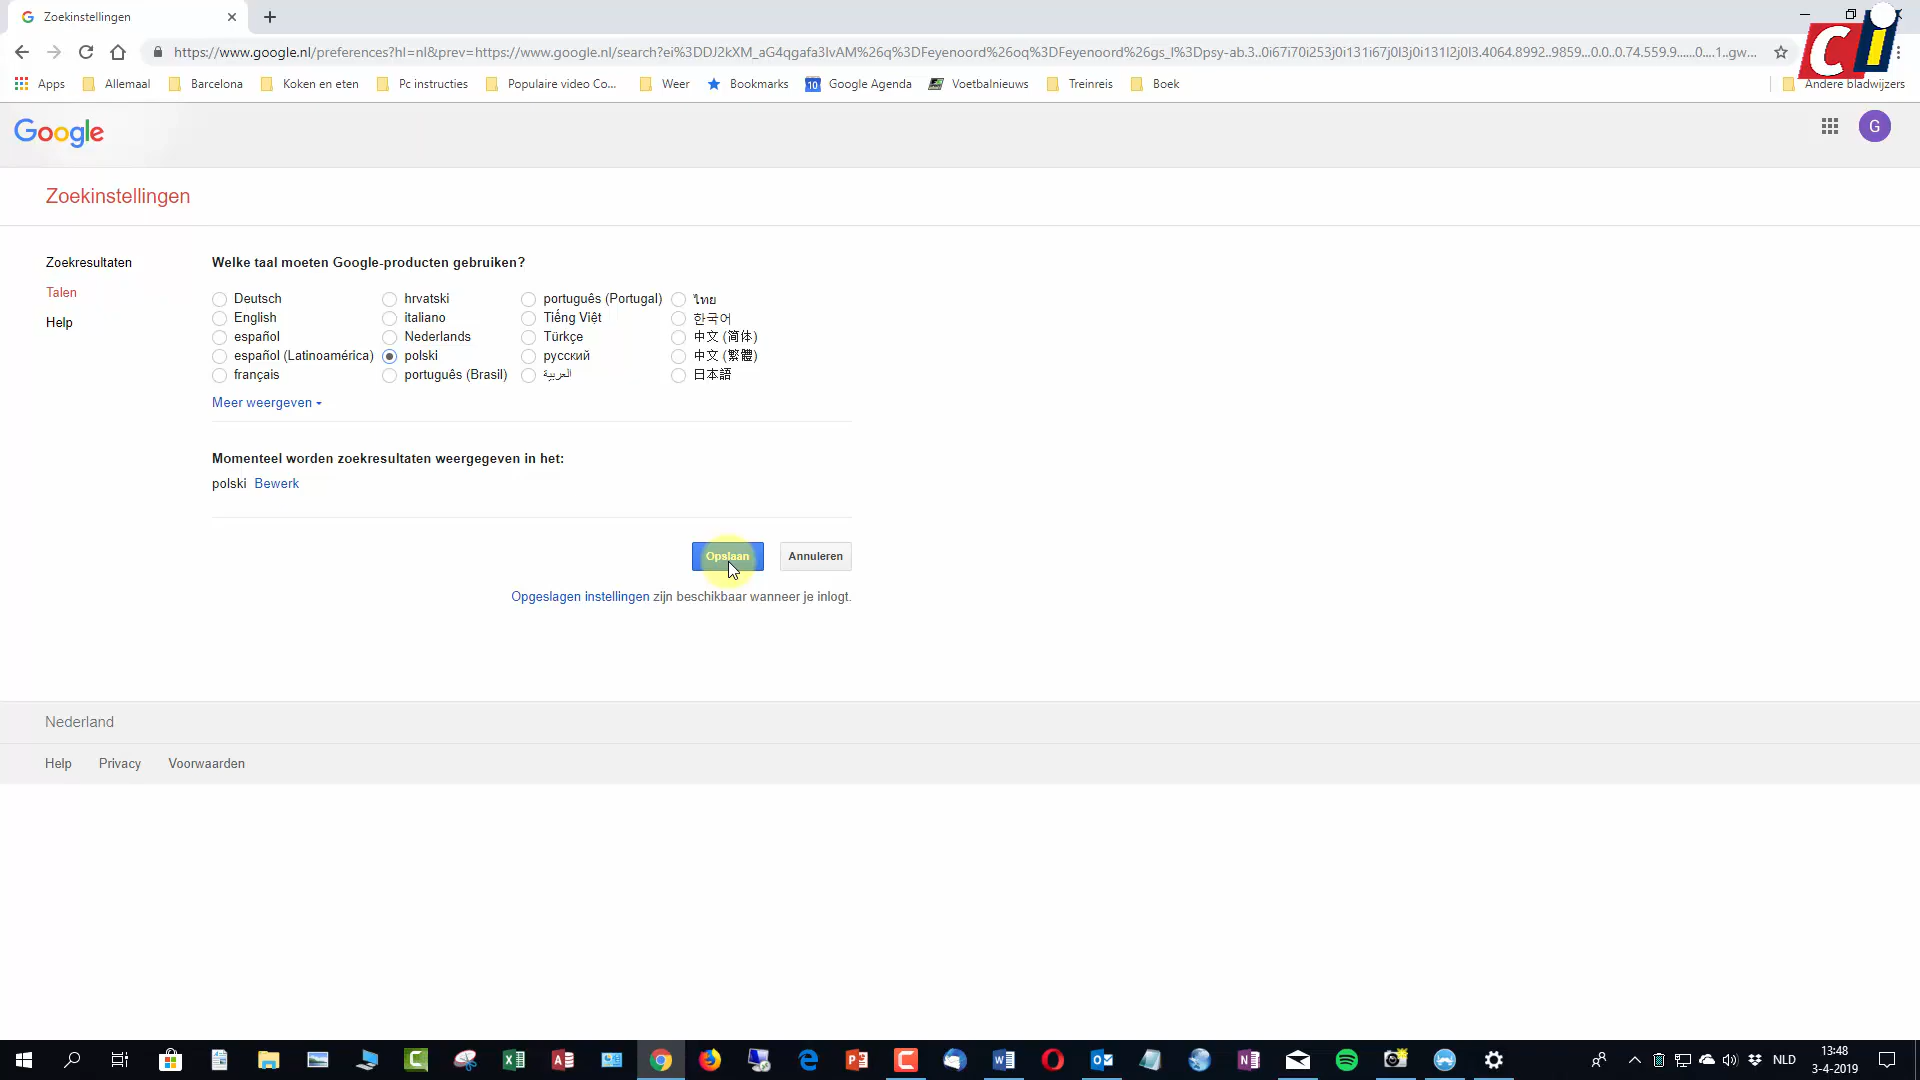 Zoekinstellingen
https://www.google.nl/preferences?hl=nl&prev=https://www.google.nl/search?ei%3DDJ2kXM_aG4qgafa3IvAM%26q%3DFeyenoord%26oq%3DFeyenoord%26gs_l%3Dpsy-ab.3..0i67i70i253j0i131i67j0l3j0i131l2j0l3.4064.8992..9859...0.0..0.74.559.9......0....1..gw...
Apps Allemaal Barcelona Koken en eten Pc instructies Populaire video Co... Weer Bookmarks 10 Google Agenda Voetbalnieuws Treinreis Boek Andere bladwijzers
Ci
Google
G
Zoekinstellingen
Zoekresultaten
Talen
Help
Welke taal moeten Google-producten gebruiken?
Deutsch hrvatski português (Portugal) ไทย
English italiano Tiếng Việt 한국어
español Nederlands Türkçe 中文 (简体)
español (Latinoamérica) polski русский 中文 (繁體)
français português (Brasil) العربية 日本語
Meer weergeven
Momenteel worden zoekresultaten weergegeven in het:
polski Bewerk
Opslaan Annuleren
Opgeslagen instellingen zijn beschikbaar wanneer je inlogt.
Nederland
Help Privacy Voorwaarden
NLD
13:48
3-4-2019